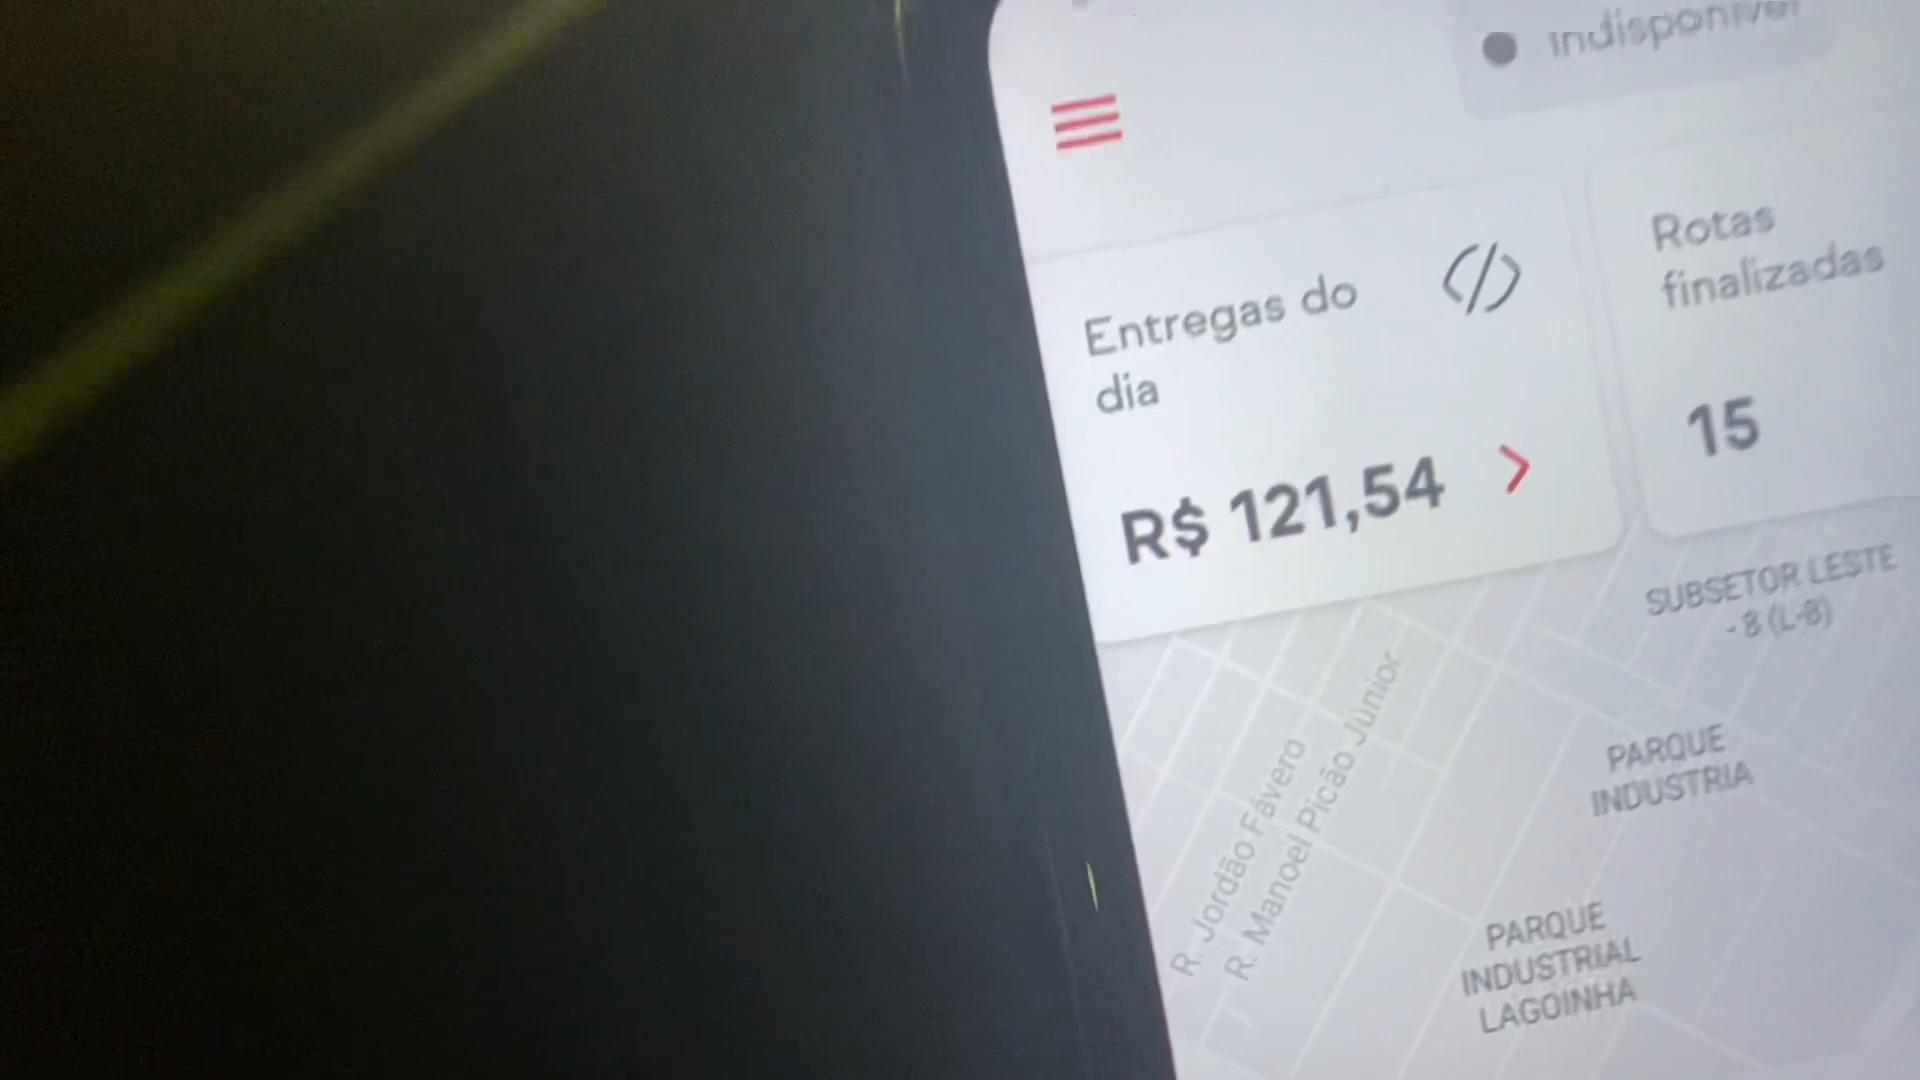 indisponível
Entregas do
dia
R$ 121,54
Rotas
finalizadas
15
SUBSETOR LESTE
- 8 (L-8)
PARQUE
INDUSTRIA
R. Jordão Fávero
R. Manoel Picão Júnior
PARQUE
INDUSTRIAL
LAGOINHA